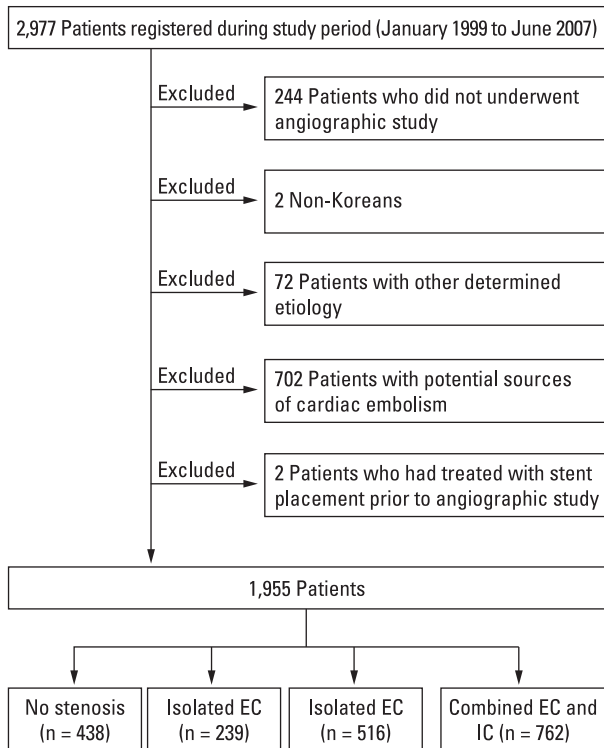 2,977 Patients registered during study period (January 1999 to June 2007)
Excluded
244 Patients who did not underwent
angiographic study
Excluded
2 Non-Koreans
Excluded
72 Patients with other determined
etiology
Excluded
702 Patients with potential sources
of cardiac embolism
Excluded
2 Patients who had treated with stent
placement prior to angiographic study
1,955 Patients
No stenosis
(n = 438)
Isolated EC
(n = 239)
Isolated EC
(n = 516)
Combined EC and
IC (n = 762)